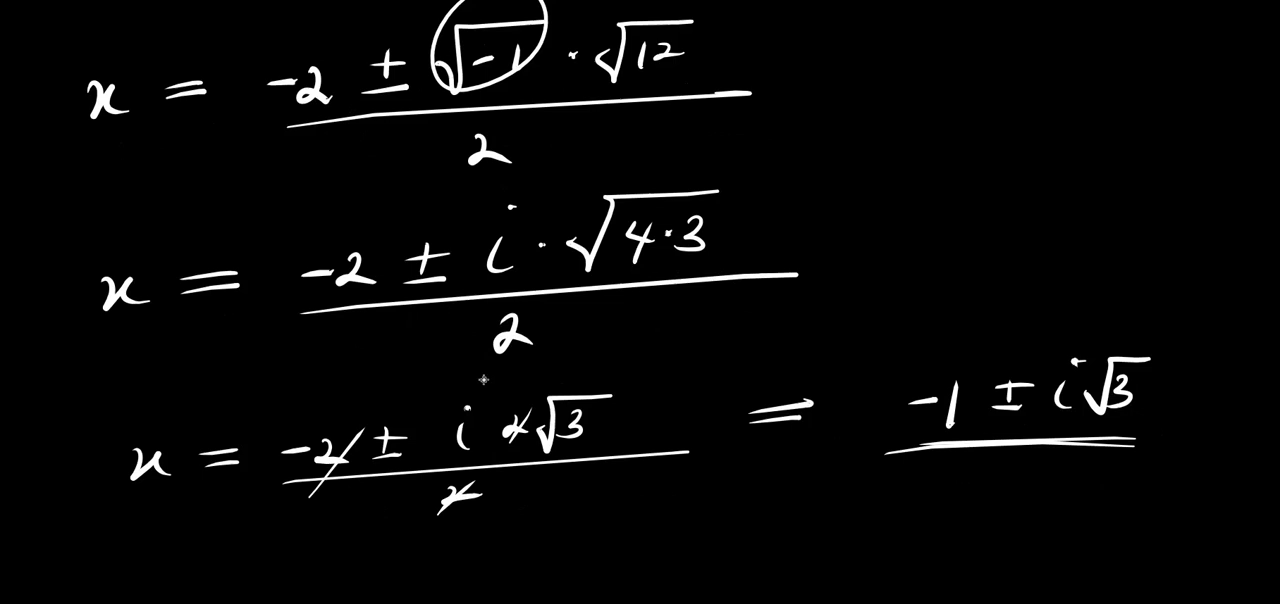 x = (-2 ± √-1 · √12) / 2
x = (-2 ± i · √4·3) / 2
x = (-2 ± i 2√3) / 2 ⇒ -1 ± i√3